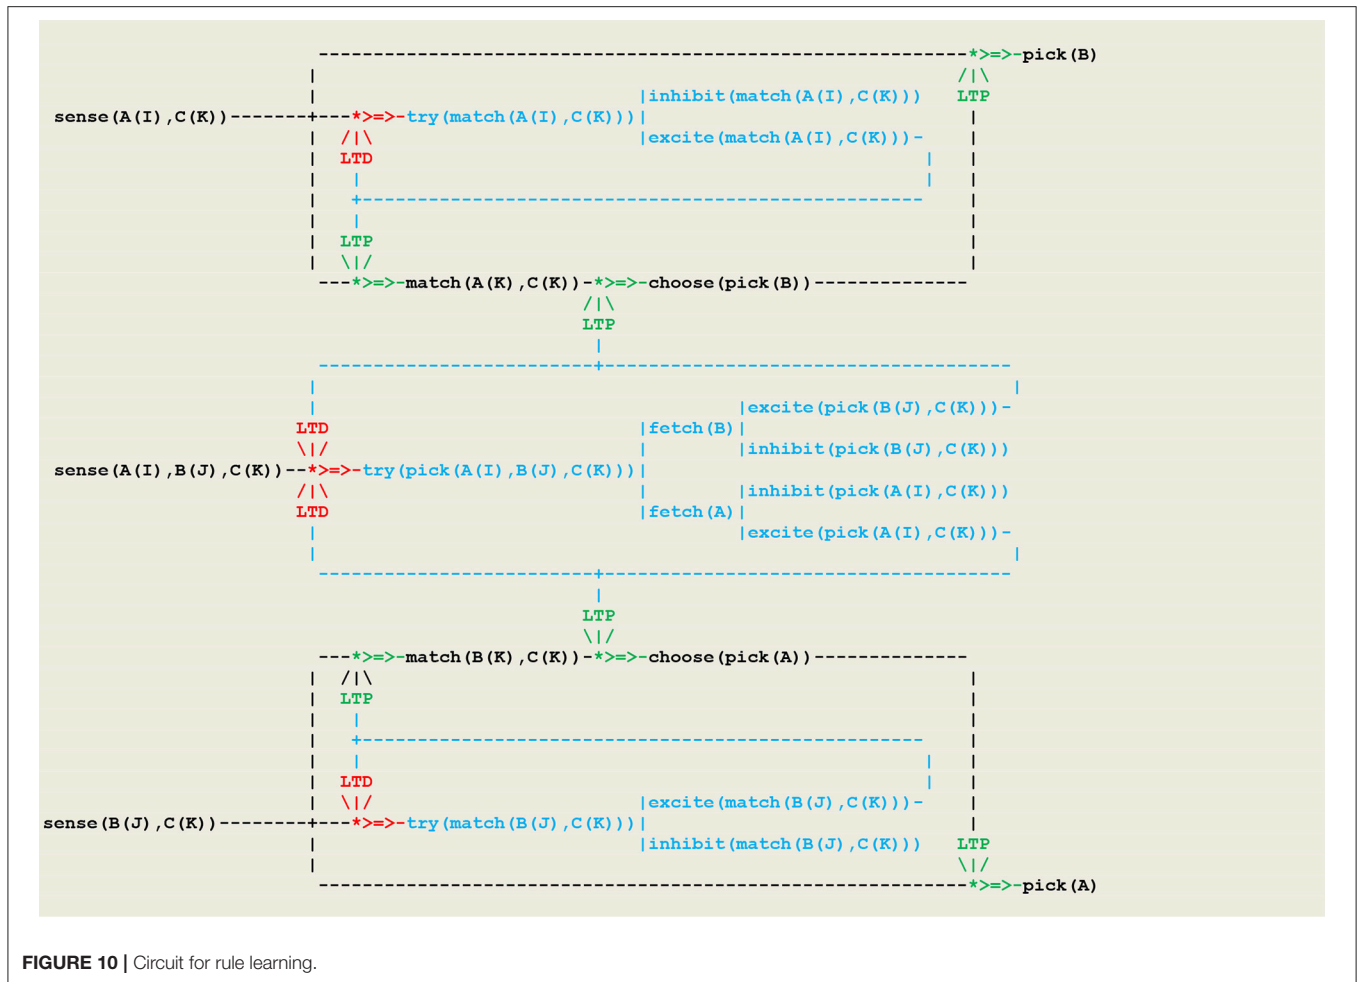 --------------------------------------------------------*>=>-pick(B)
| /|\
| |inhibit(match(A(I),C(K))) LTP
sense(A(I),C(K))-------+---*>=>-try(match(A(I),C(K)))| |
| /|\ |excite(match(A(I),C(K)))- |
| LTD | |
| | | |
| +--------------------------------------------------- |
| | |
| LTP |
| \|/ |
---*>=>-match(A(K),C(K))-*>=>-choose(pick(B))--------------
/|\
LTP
|
-------------------------+-------------------------------------
| |
| |excite(pick(B(J),C(K)))-
LTD |fetch(B)|
\|/ | |inhibit(pick(B(J),C(K)))
sense(A(I),B(J),C(K))--*>=>-try(pick(A(I),B(J),C(K)))|
/|\ | |inhibit(pick(A(I),C(K)))
LTD |fetch(A)|
| |excite(pick(A(I),C(K)))-
| |
-------------------------+-------------------------------------
|
LTP
\|/
---*>=>-match(B(K),C(K))-*>=>-choose(pick(A))--------------
| /|\ |
| LTP |
| | |
| +--------------------------------------------------- |
| | | |
| LTD | |
| \|/ |excite(match(B(J),C(K)))- |
sense(B(J),C(K))--------+---*>=>-try(match(B(J),C(K)))| |
| |inhibit(match(B(J),C(K))) LTP
| \|/
-----------------------------------------------------------*>=>-pick(A)
FIGURE 10 | Circuit for rule learning.